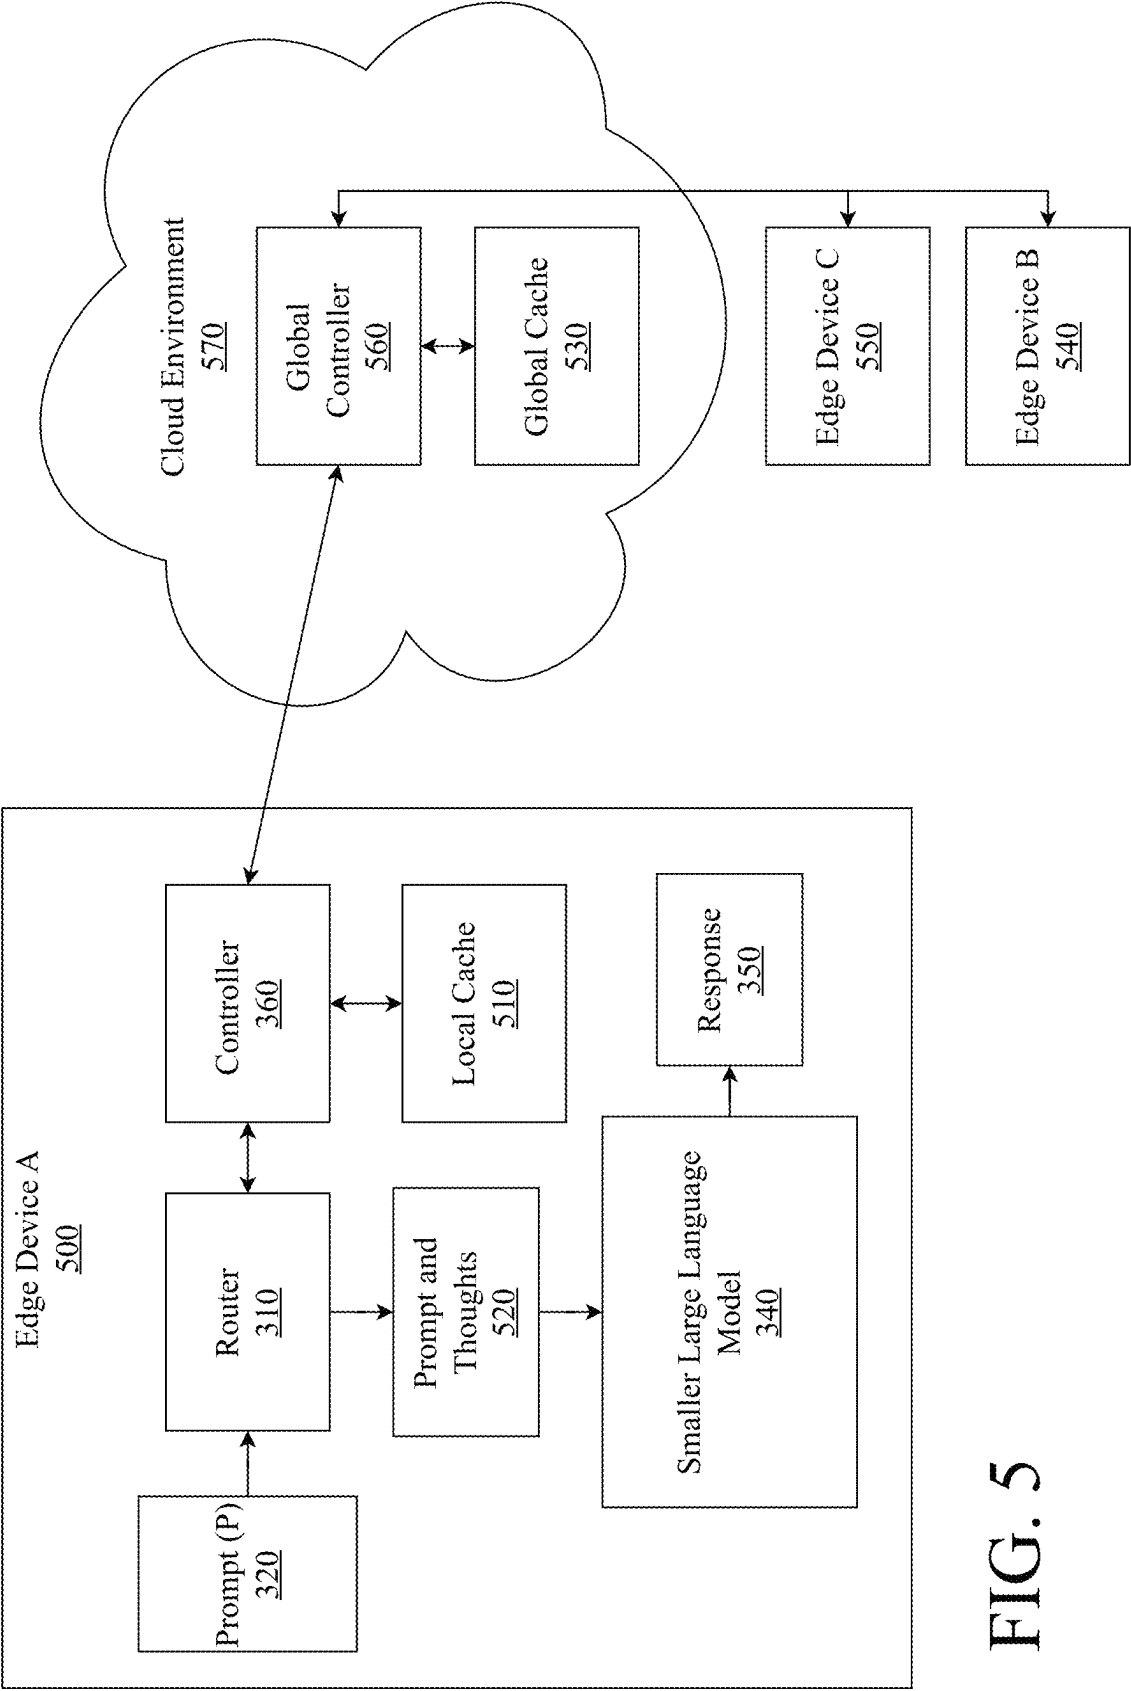 Edge Device A
500
Prompt (P)
320
Router
310
Controller
360
Prompt and
Thoughts
520
Local Cache
510
Smaller Large Language
Model
340
Response
350
Cloud Environment
570
Global
Controller
560
Global Cache
530
Edge Device C
550
Edge Device B
540
FIG. 5